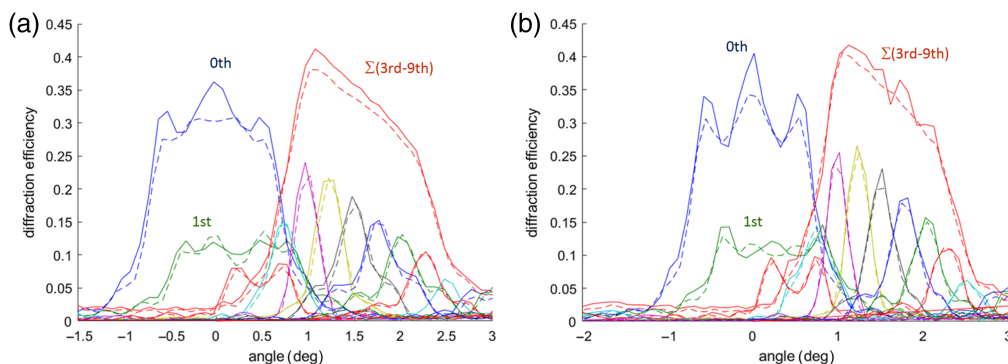 (a)
0.45
0.4
0.35
0.3
0.25
0.2
0.15
0.1
0.05
0
diffraction efficiency
0th
Σ(3rd-9th)
1st
−1.5 −1 −0.5 0 0.5 1 1.5 2 2.5 3
angle (deg)
(b)
0.45
0.4
0.35
0.3
0.25
0.2
0.15
0.1
0.05
0
diffraction efficiency
0th
Σ(3rd-9th)
1st
−2 −1 0 1 2 3
angle (deg)